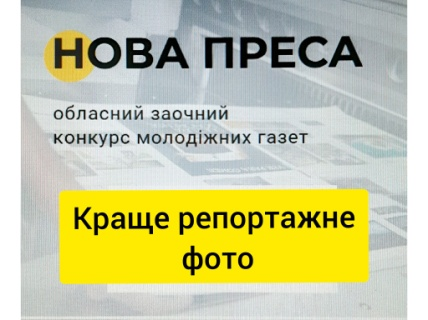 НОВА ПРЕСА
обласний заочний
конкурс молодіжних газет
Краще репортажне
фото